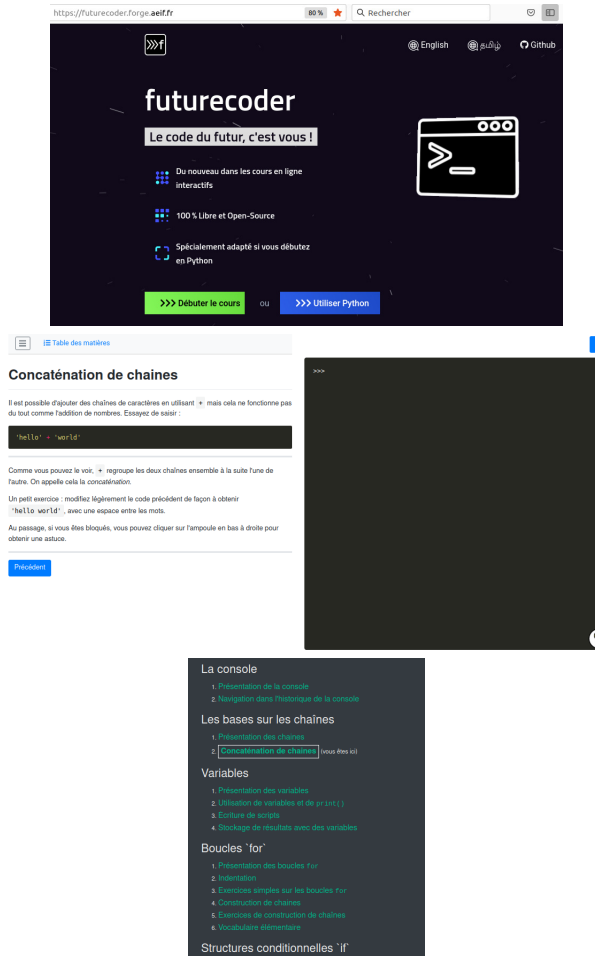 https://futurecoder.forge.aeif.fr
80 %
Rechercher
f
English
தமிழ்
Github
futurecoder
Le code du futur, c'est vous !
Du nouveau dans les cours en ligne
interactifs
100 % Libre et Open-Source
Spécialement adapté si vous débutez
en Python
>>> Débuter le cours
ou
>>> Utiliser Python
Table des matières
Concaténation de chaines
Il est possible d'ajouter des chaînes de caractères en utilisant + mais cela ne fonctionne pas
du tout comme l'addition de nombres. Essayez de saisir :
'hello' + 'world'
Comme vous pouvez le voir, + regroupe les deux chaînes ensemble à la suite l'une de
l'autre. On appelle cela la concaténation.
Un petit exercice : modifiez légèrement le code précédent de façon à obtenir
'hello world', avec une espace entre les mots.
Au passage, si vous êtes bloqués, vous pouvez cliquer sur l'ampoule en bas à droite pour
obtenir une astuce.
Précédent
>>>
La console
1. Présentation de la console
2. Navigation dans l'historique de la console
Les bases sur les chaînes
1. Présentation des chaines
2. Concaténation de chaines (vous êtes ici)
Variables
1. Présentation des variables
2. Utilisation de variables et de print()
3. Ecriture de scripts
4. Stockage de résultats avec des variables
Boucles `for`
1. Présentation des boucles for
2. Indentation
3. Exercices simples sur les boucles for
4. Construction de chaines
5. Exercices de construction de chaînes
6. Vocabulaire élémentaire
Structures conditionnelles `if`